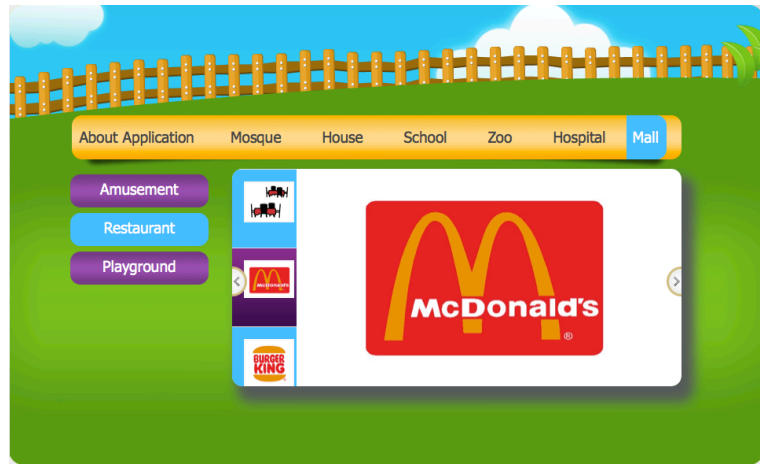 About Application Mosque House School Zoo Hospital Mall
Amusement
Restaurant
Playground
McDonald's
BURGER
KING
McDonald's
®